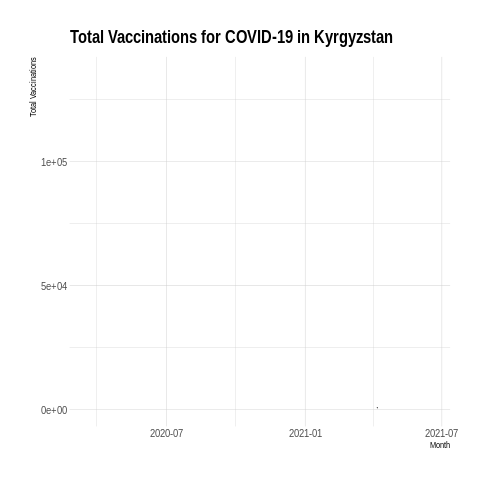 Total Vaccinations for COVID-19 in Kyrgyzstan
Total Vaccinations
1e+05
5e+04
0e+00
2020-07
2021-01
2021-07
Month